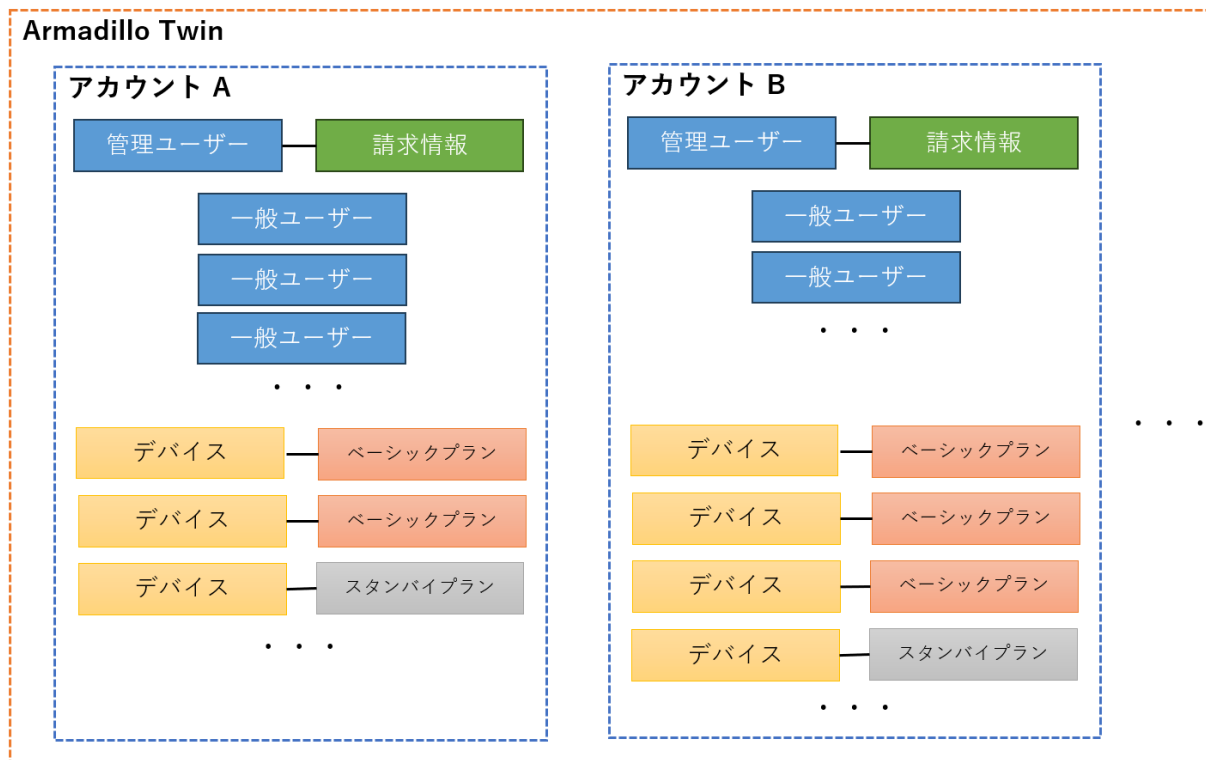 Armadillo Twin
アカウント A
管理ユーザー
請求情報
一般ユーザー
一般ユーザー
一般ユーザー
・・・
デバイス
ベーシックプラン
デバイス
ベーシックプラン
デバイス
スタンバイプラン
・・・
アカウント B
管理ユーザー
請求情報
一般ユーザー
一般ユーザー
・・・
デバイス
ベーシックプラン
デバイス
ベーシックプラン
デバイス
ベーシックプラン
デバイス
スタンバイプラン
・・・
・・・